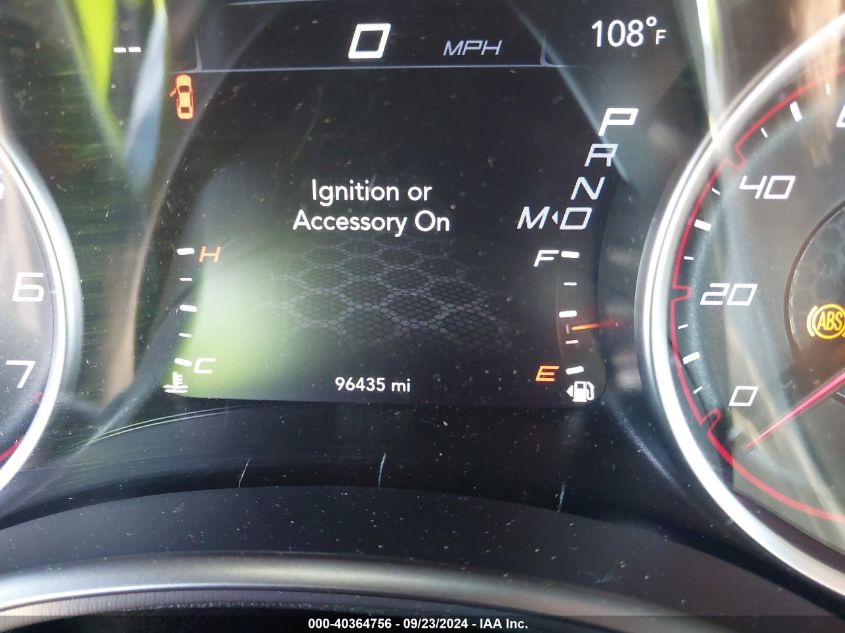 0 MPH
108°F
--
P
R
N
M◂D
Ignition or
Accessory On
H
F
C
E
96435 mi
6
7
40
20
0
ABS
000-40364756 - 09/23/2024 - IAA Inc.